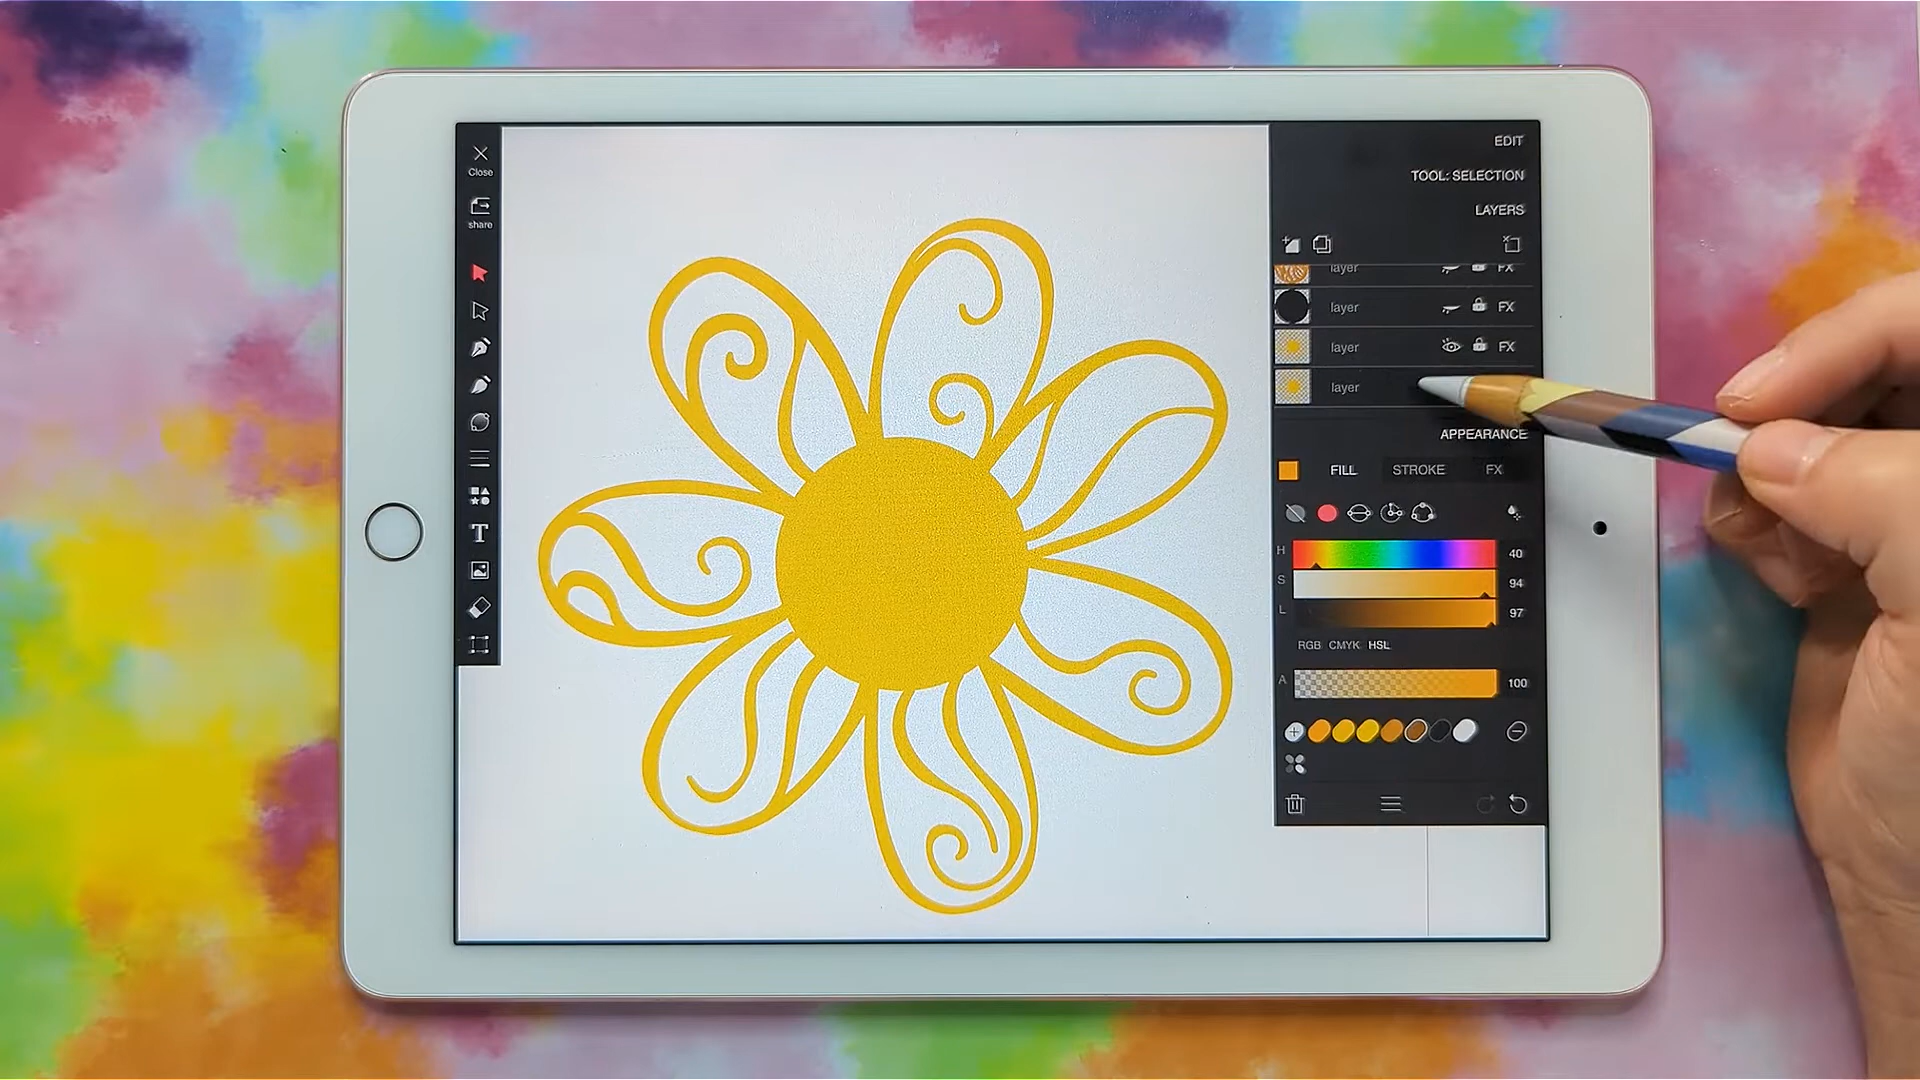 Close
share
T
EDIT
TOOL: SELECTION
LAYERS
layer FX
layer FX
layer FX
layer
APPEARANCE
FILL STROKE FX
H 40
S 94
L 97
RGB CMYK HSL
A 100